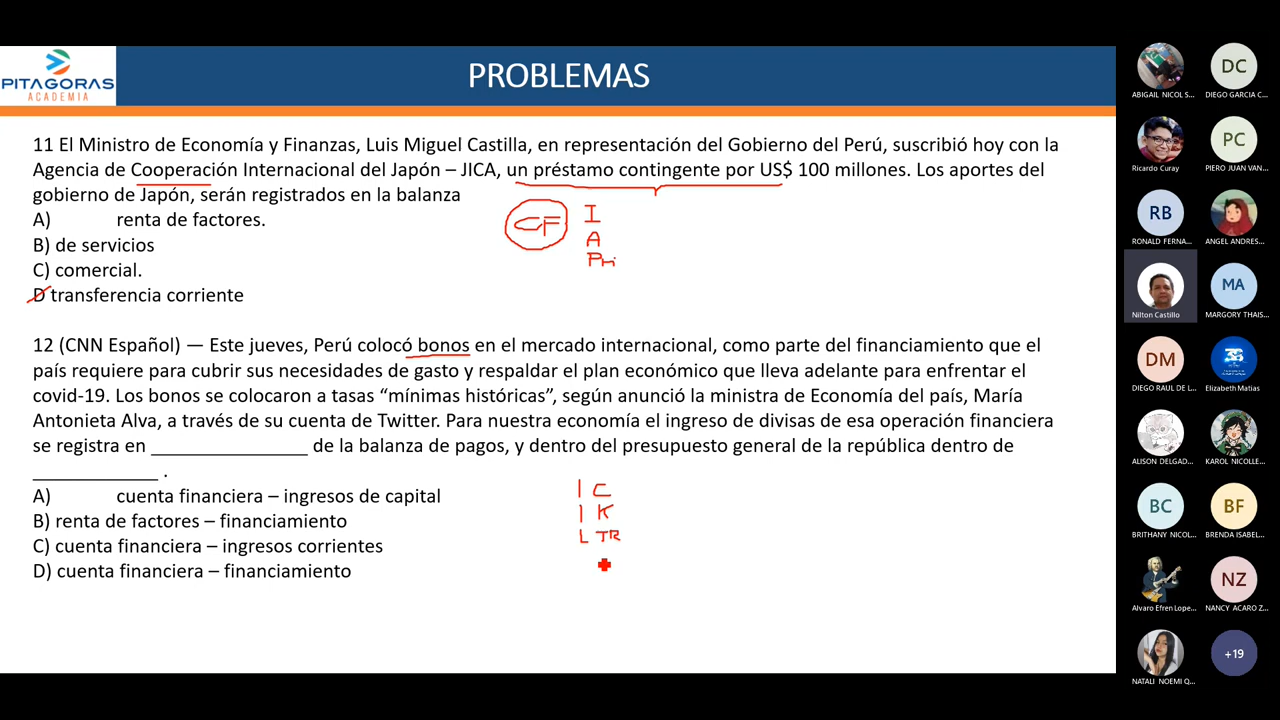 PITAGORAS
ACADEMIA
PROBLEMAS
11 El Ministro de Economía y Finanzas, Luis Miguel Castilla, en representación del Gobierno del Perú, suscribió hoy con la
Agencia de Cooperación Internacional del Japón – JICA, un préstamo contingente por US$ 100 millones. Los aportes del
gobierno de Japón, serán registrados en la balanza
A) renta de factores.
B) de servicios
C) comercial.
D transferencia corriente
CF
I
A
Pri
12 (CNN Español) — Este jueves, Perú colocó bonos en el mercado internacional, como parte del financiamiento que el
país requiere para cubrir sus necesidades de gasto y respaldar el plan económico que lleva adelante para enfrentar el
covid-19. Los bonos se colocaron a tasas “mínimas históricas”, según anunció la ministra de Economía del país, María
Antonieta Alva, a través de su cuenta de Twitter. Para nuestra economía el ingreso de divisas de esa operación financiera
se registra en _______________ de la balanza de pagos, y dentro del presupuesto general de la república dentro de
____________ .
A) cuenta financiera – ingresos de capital
B) renta de factores – financiamiento
C) cuenta financiera – ingresos corrientes
D) cuenta financiera – financiamiento
I C
I K
L TR
ABIGAIL NICOL S...
DC
DIEGO GARCIA C...
Ricardo Curay
PC
PIERO JUAN VAN...
RB
RONALD FERNA...
ANGEL ANDRES...
Nilton Castillo
MA
MARGORY THAIS...
DM
DIEGO RAUL DE L...
Elizabeth Matias
ALISON DELGAD...
KAROL NICOLLE...
BC
BRITHANY NICOL...
BF
BRENDA ISABEL...
Alvaro Efren Lope...
NZ
NANCY ACARO Z...
NATALI NOEMI Q...
+19